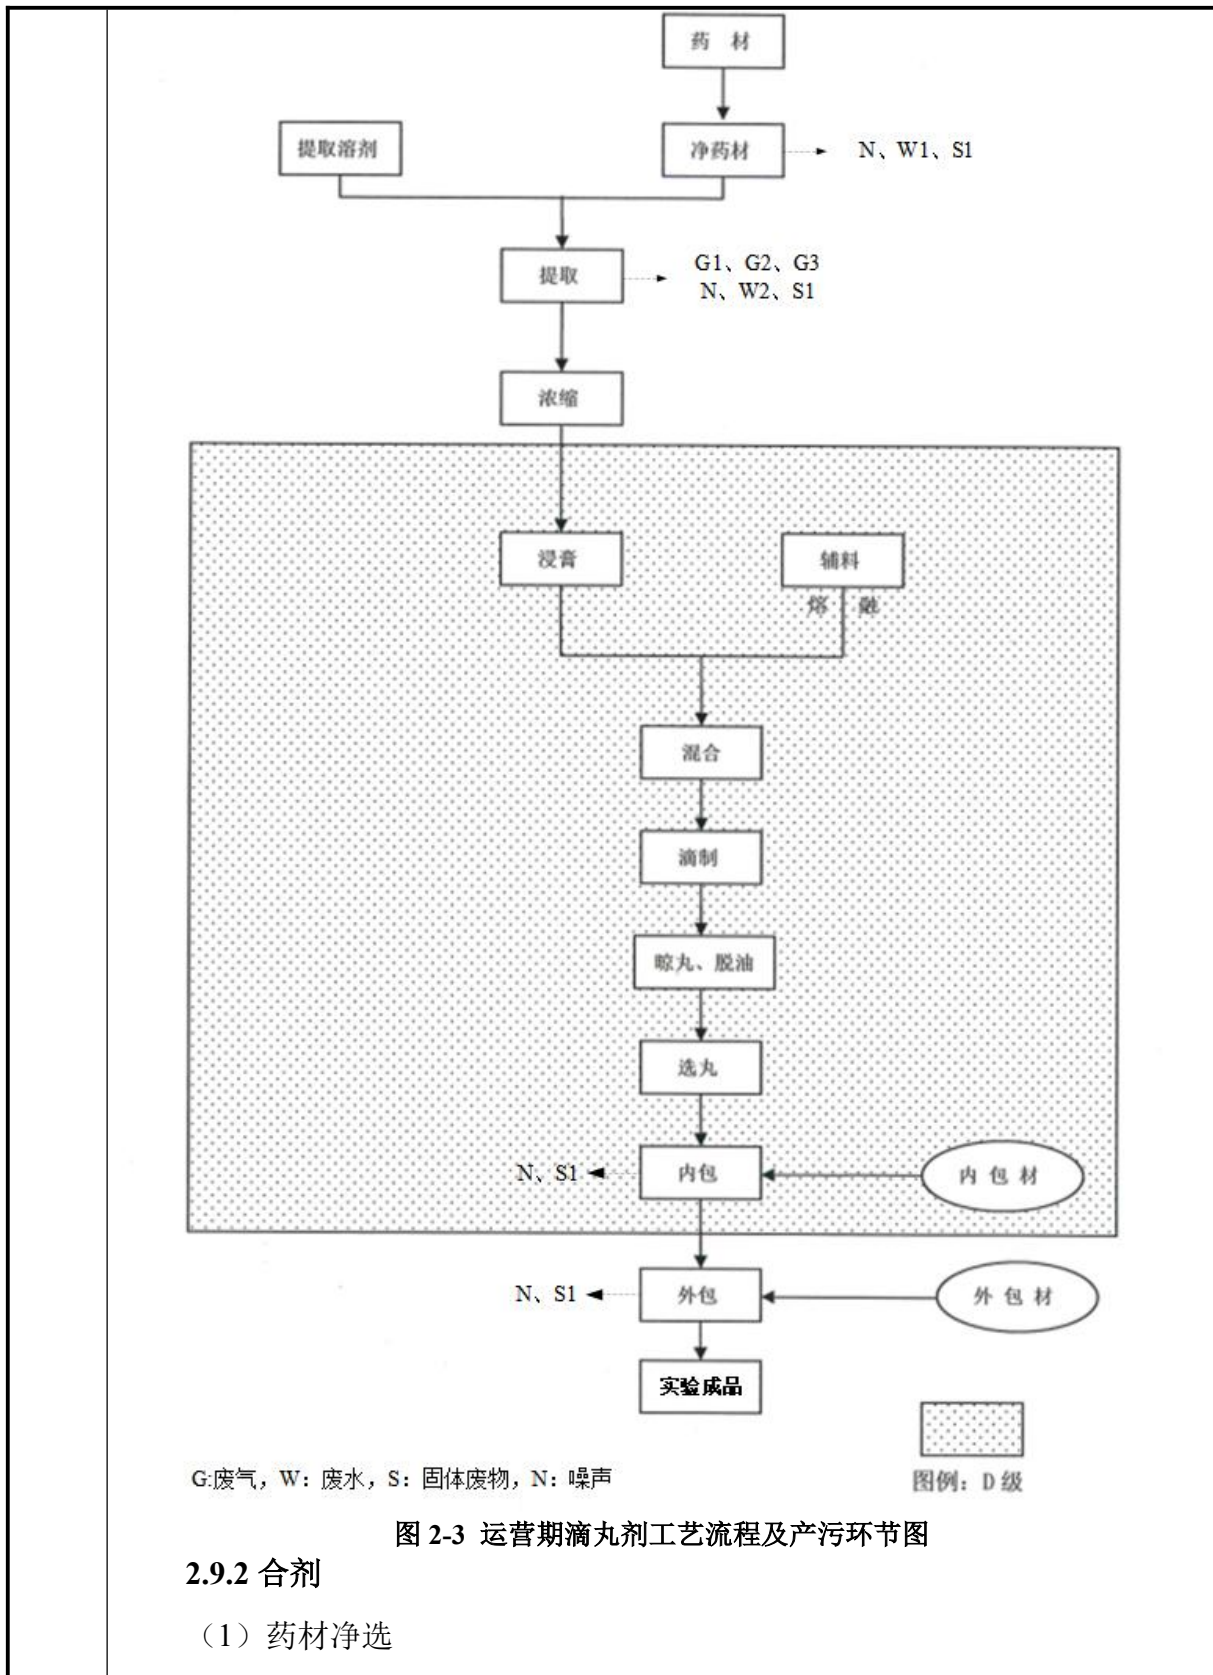 药 材
提取溶剂
净药材
N、W1、S1
提取
G1、G2、G3
N、W2、S1
浓缩
浸膏
辅料
熔 融
混合
滴制
晾丸、脱油
选丸
N、S1
内包
内 包 材
N、S1
外包
外 包 材
实验成品
G:废气，W：废水，S：固体废物，N：噪声
图例：D 级
图 2-3 运营期滴丸剂工艺流程及产污环节图
2.9.2 合剂
（1）药材净选